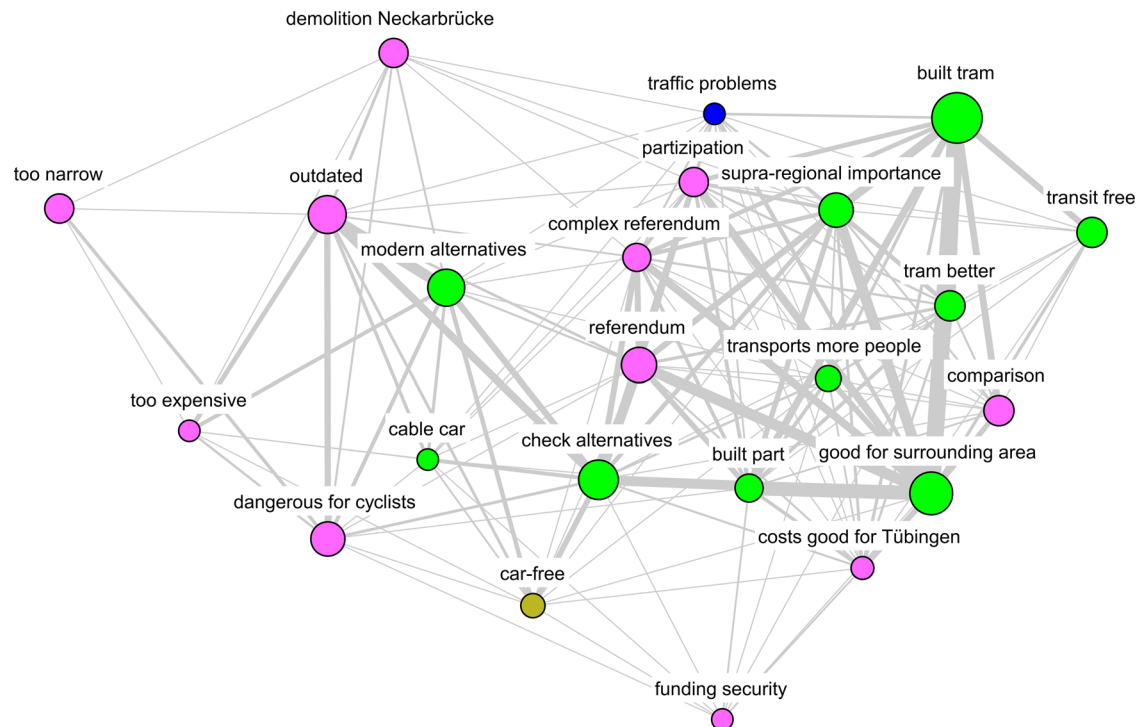 demolition Neckarbrücke
built tram
traffic problems
partizipation
supra-regional importance
too narrow
outdated
transit free
complex referendum
modern alternatives
tram better
referendum
transports more people
comparison
too expensive
cable car
check alternatives
built part
good for surrounding area
dangerous for cyclists
costs good for Tübingen
car-free
funding security